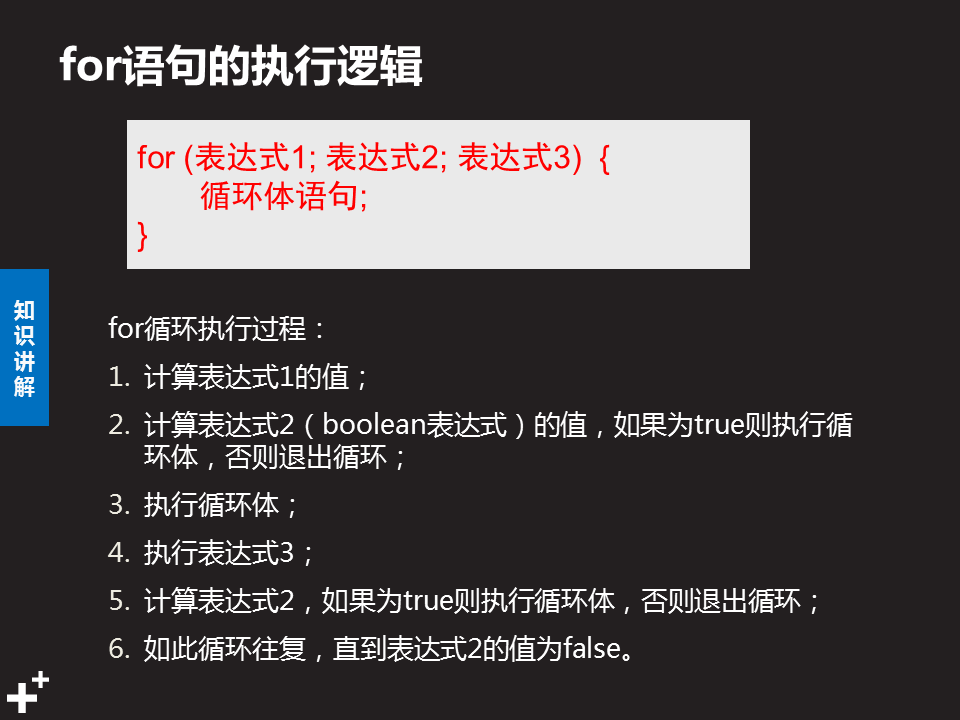 for语句的执行逻辑
for (表达式1; 表达式2; 表达式3) {
循环体语句;
}
知识讲解
for循环执行过程：
1. 计算表达式1的值；
2. 计算表达式2（boolean表达式）的值，如果为true则执行循
环体，否则退出循环；
3. 执行循环体；
4. 执行表达式3；
5. 计算表达式2，如果为true则执行循环体，否则退出循环；
6. 如此循环往复，直到表达式2的值为false。